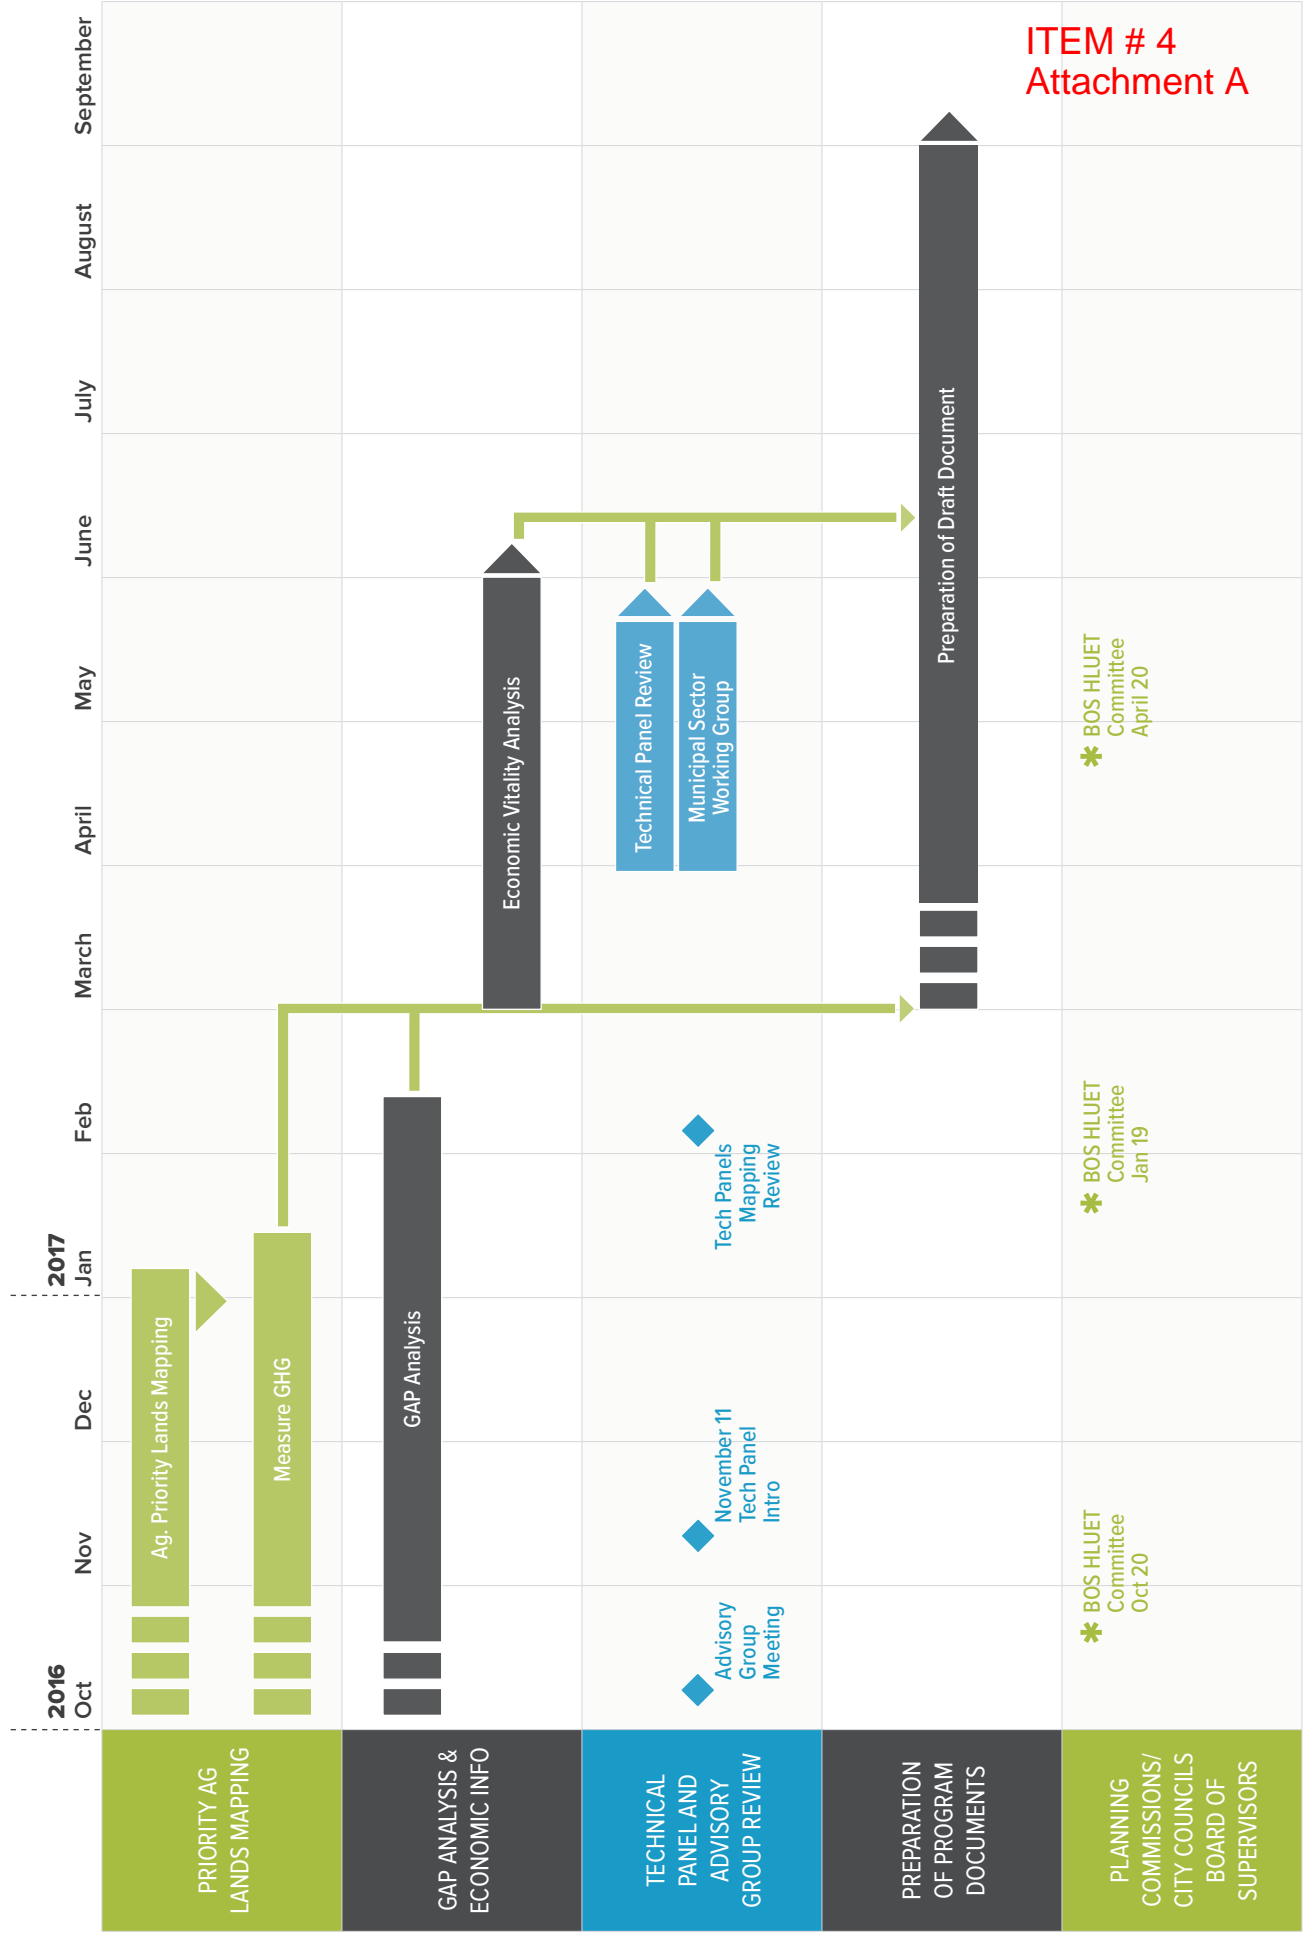 ITEM # 4
Attachment A
2016
2017
Oct
Nov
Dec
Jan
Feb
March
April
May
June
July
August
September
PRIORITY AG
LANDS MAPPING
Ag. Priority Lands Mapping
Measure GHG
GAP ANALYSIS &
ECONOMIC INFO
GAP Analysis
Economic Vitality Analysis
TECHNICAL
PANEL AND
ADVISORY
GROUP REVIEW
Advisory
Group
Meeting
November 11
Tech Panel
Intro
Tech Panels
Mapping
Review
Technical Panel Review
Municipal Sector
Working Group
PREPARATION
OF PROGRAM
DOCUMENTS
Preparation of Draft Document
PLANNING
COMMISSIONS/
CITY COUNCILS
BOARD OF
SUPERVISORS
* BOS HLUET
Committee
Oct 20
* BOS HLUET
Committee
Jan 19
* BOS HLUET
Committee
April 20